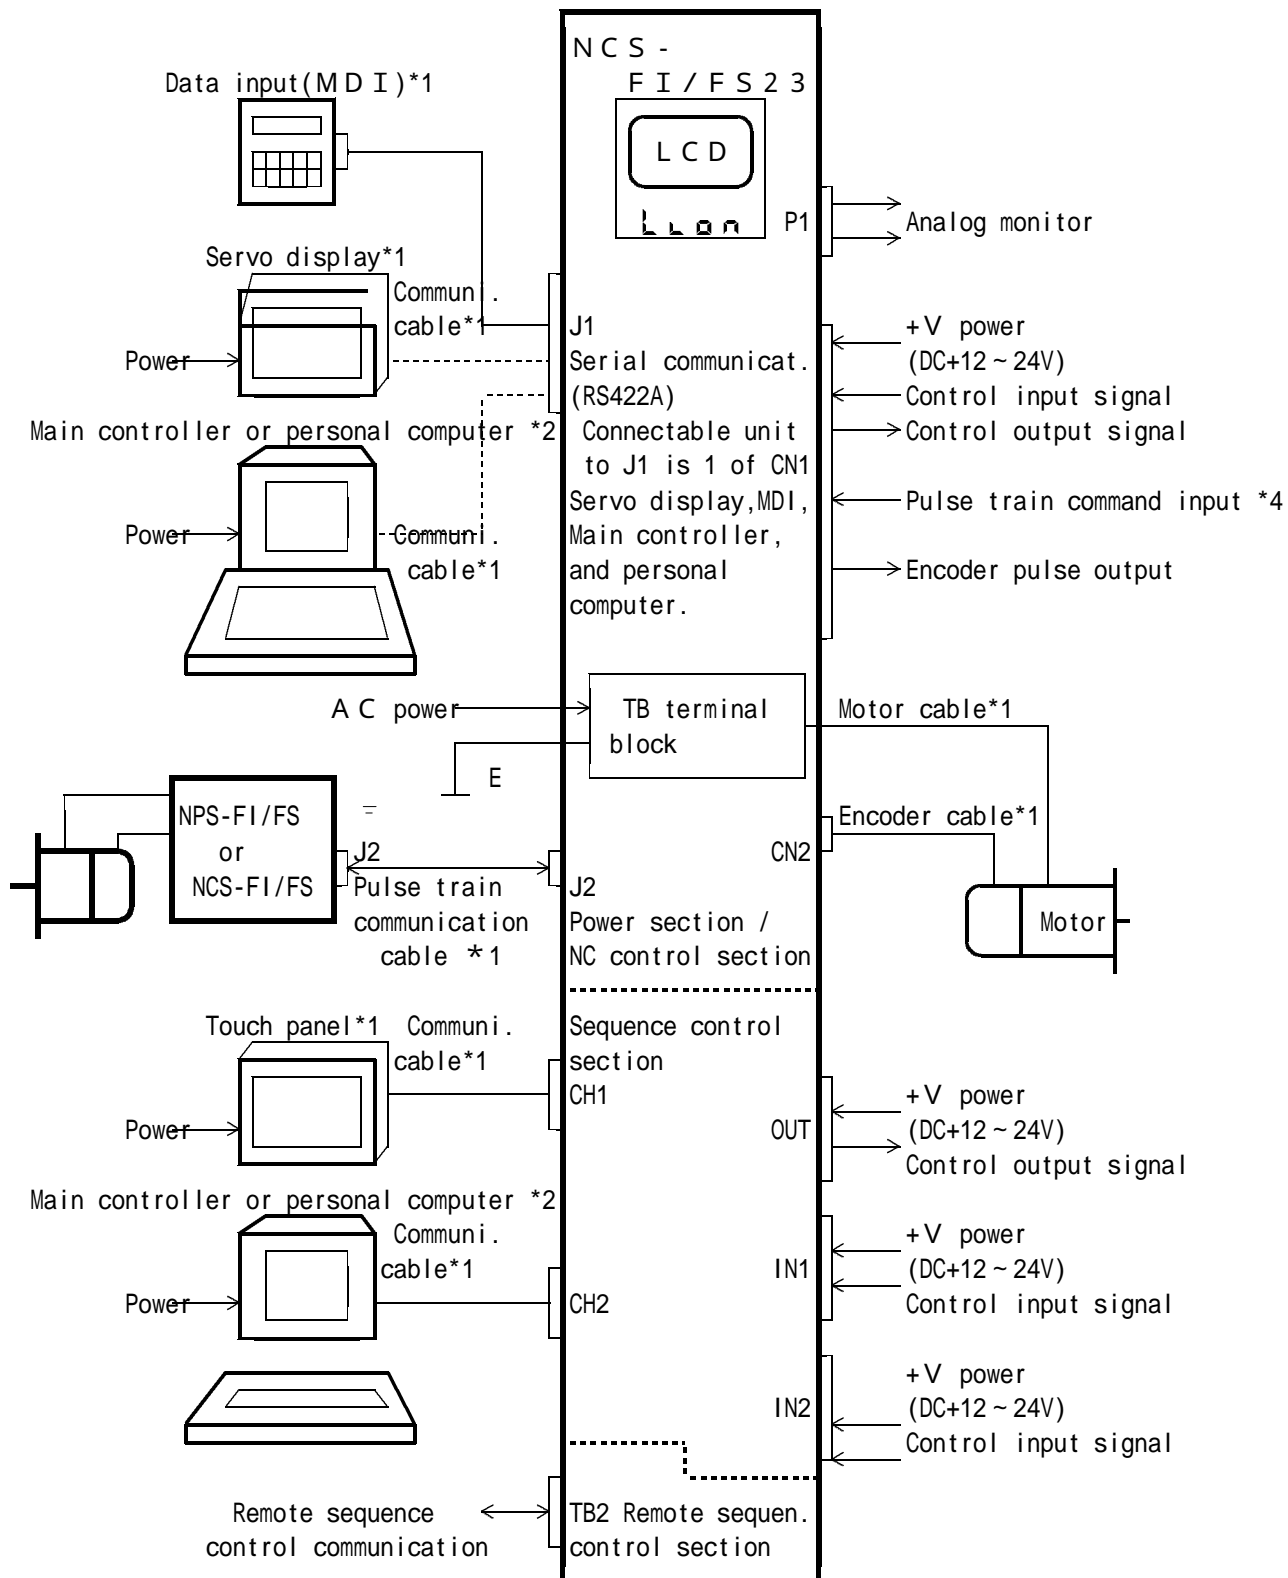 NCS-
FI/FS23
Data input(MDI)*1
LCD
P1
Analog monitor
Servo display*1
Communi.
cable*1
J1
+V power
Power
Serial communicat.
(DC+12~24V)
(RS422A)
Control input signal
Main controller or personal computer *2
Connectable unit
Control output signal
to J1 is 1 of CN1
Servo display,MDI,
Pulse train command input *4
Power
Communi.
Main controller,
cable*1
and personal
Encoder pulse output
computer.
AC power
TB terminal
block
Motor cable*1
E
NPS-FI/FS
or
NCS-FI/FS
Encoder cable*1
J2
CN2
Pulse train
communication
cable *1
J2
Power section /
NC control section
Motor
Touch panel*1
Communi.
cable*1
Sequence control
section
CH1
+V power
Power
OUT
(DC+12~24V)
Control output signal
Main controller or personal computer *2
Communi.
cable*1
+V power
IN1
(DC+12~24V)
Power
CH2
Control input signal
+V power
IN2
(DC+12~24V)
Control input signal
Remote sequence
control communication
TB2 Remote sequen.
control section